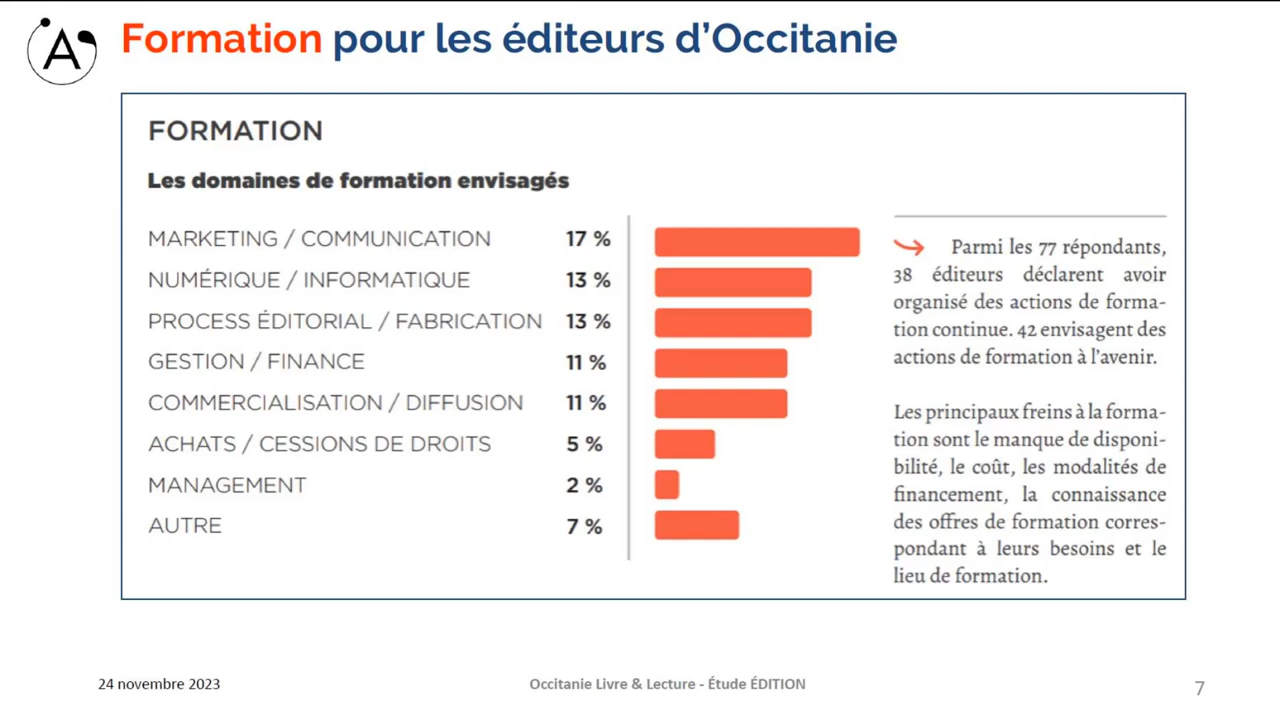 A
Formation pour les éditeurs d’Occitanie
FORMATION
Les domaines de formation envisagés
MARKETING / COMMUNICATION 17 %
NUMÉRIQUE / INFORMATIQUE 13 %
PROCESS ÉDITORIAL / FABRICATION 13 %
GESTION / FINANCE 11 %
COMMERCIALISATION / DIFFUSION 11 %
ACHATS / CESSIONS DE DROITS 5 %
MANAGEMENT 2 %
AUTRE 7 %
Parmi les 77 répondants,
38 éditeurs déclarent avoir
organisé des actions de forma-
tion continue. 42 envisagent des
actions de formation à l’avenir.
Les principaux freins à la forma-
tion sont le manque de disponi-
bilité, le coût, les modalités de
financement, la connaissance
des offres de formation corres-
pondant à leurs besoins et le
lieu de formation.
24 novembre 2023
Occitanie Livre & Lecture - Étude ÉDITION
7